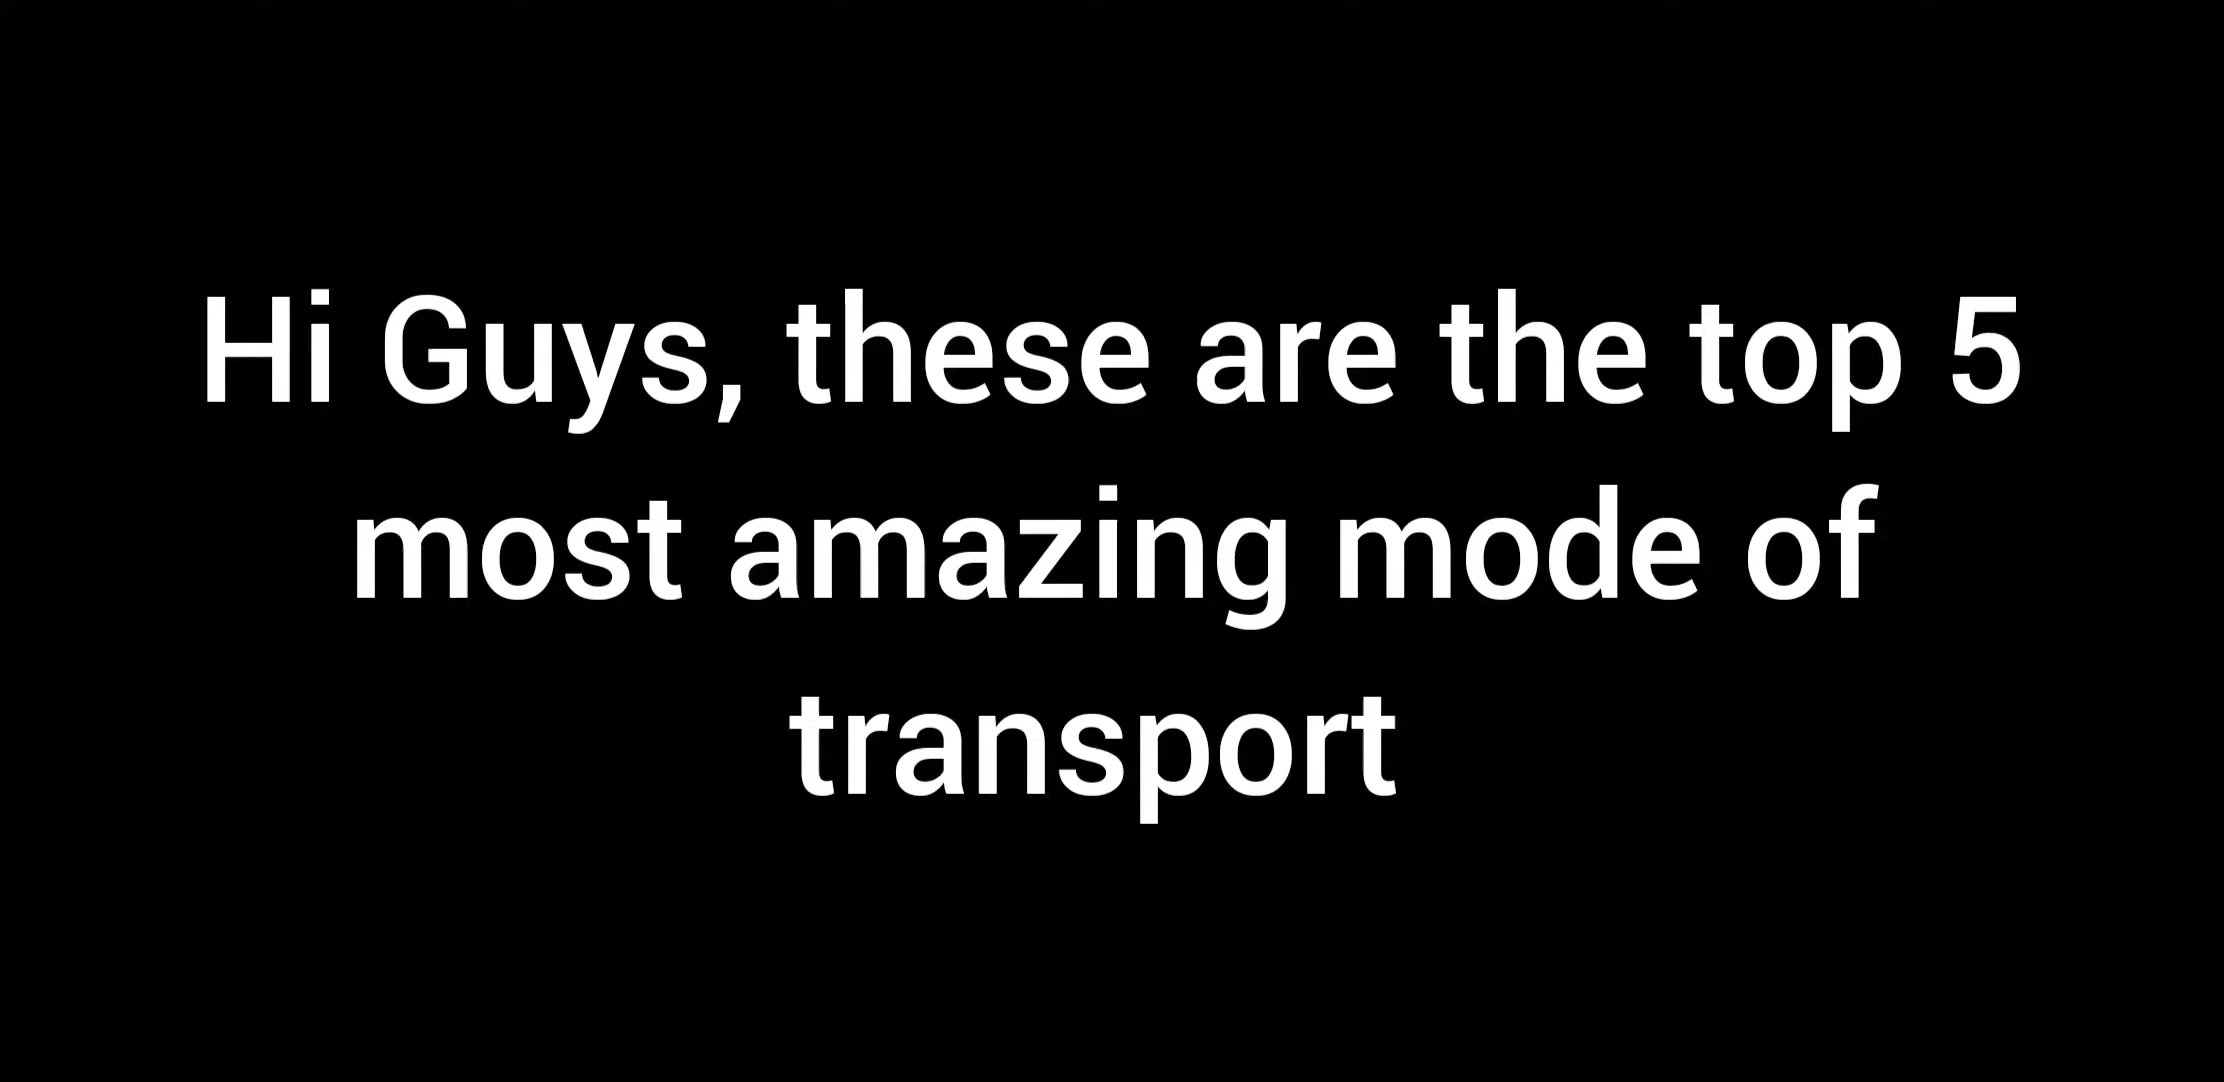 Hi Guys, these are the top 5
most amazing mode of
transport